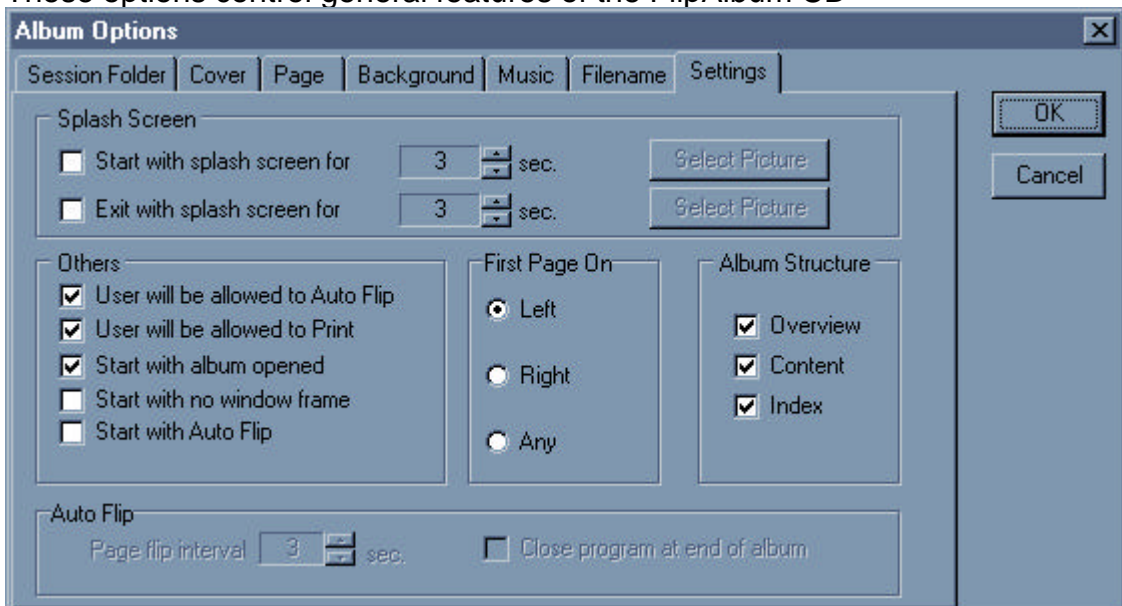 These options control general features of the FlipAlbum CD
Album Options
Session Folder Cover Page Background Music Filename Settings
OK
Cancel
Splash Screen
Start with splash screen for 3 sec. Select Picture
Exit with splash screen for 3 sec. Select Picture
Others
User will be allowed to Auto Flip
User will be allowed to Print
Start with album opened
Start with no window frame
Start with Auto Flip
First Page On
Left
Right
Any
Album Structure
Overview
Content
Index
Auto Flip
Page flip interval 3 sec. Close program at end of album